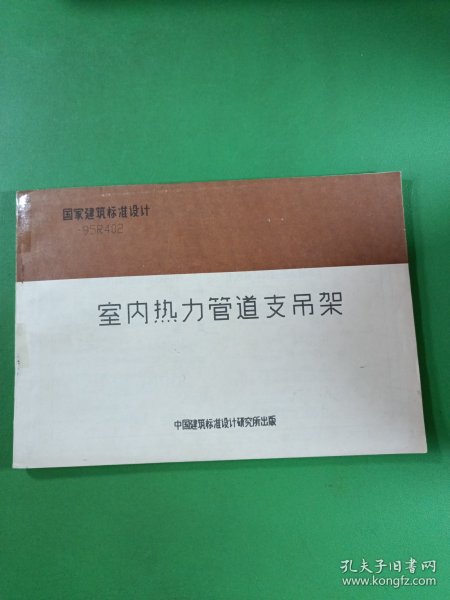 国家建筑标准设计
95R402
室内热力管道支吊架
中国建筑标准设计研究所出版
孔夫子旧书网
www.kongfz.com